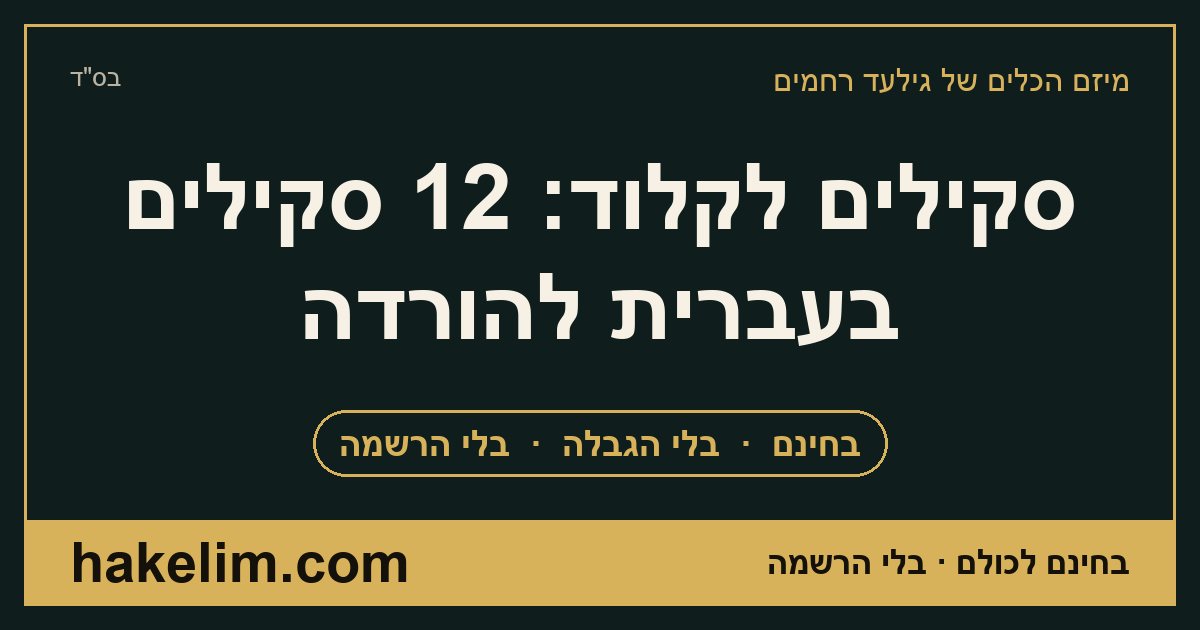 מיזם הכלים של גילעד רחמים
בס"ד
סקילים לקלוד: 12 סקילים
בעברית להורדה
בחינם · בלי הגבלה · בלי הרשמה
בחינם לכולם · בלי הרשמה
hakelim.com